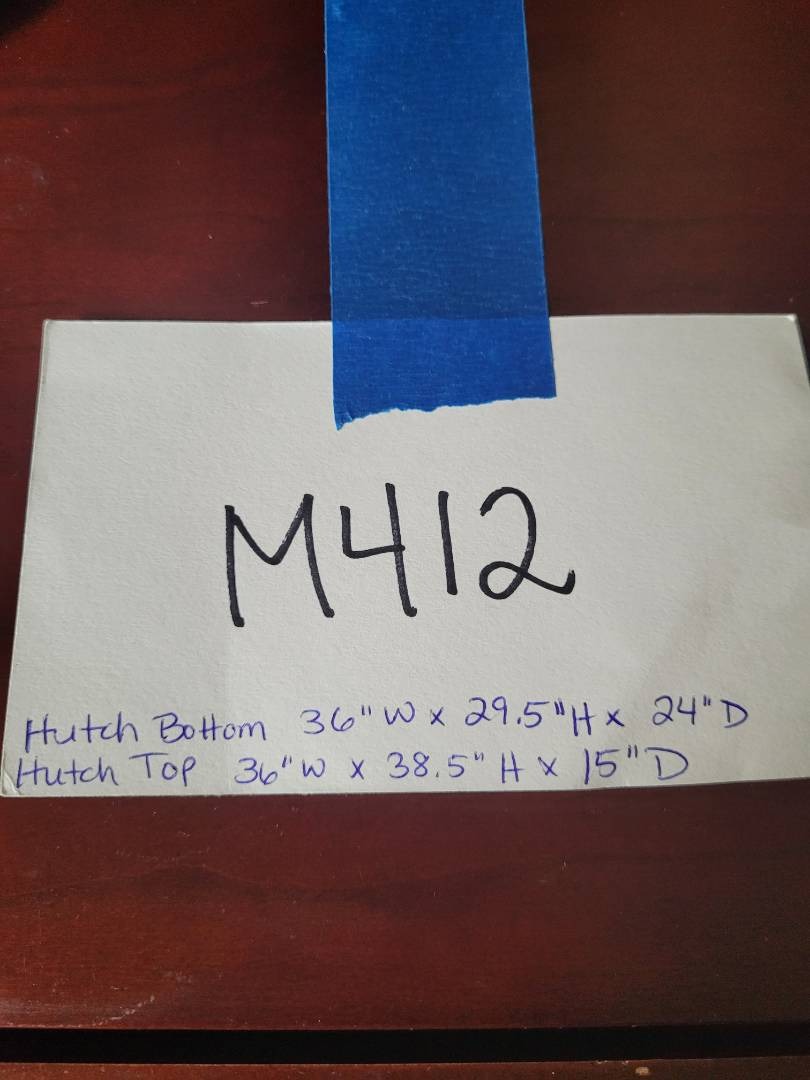 M412
Hutch Bottom 36" W x 29.5" H x 24" D
Hutch Top 36" W x 38.5" H x 15" D